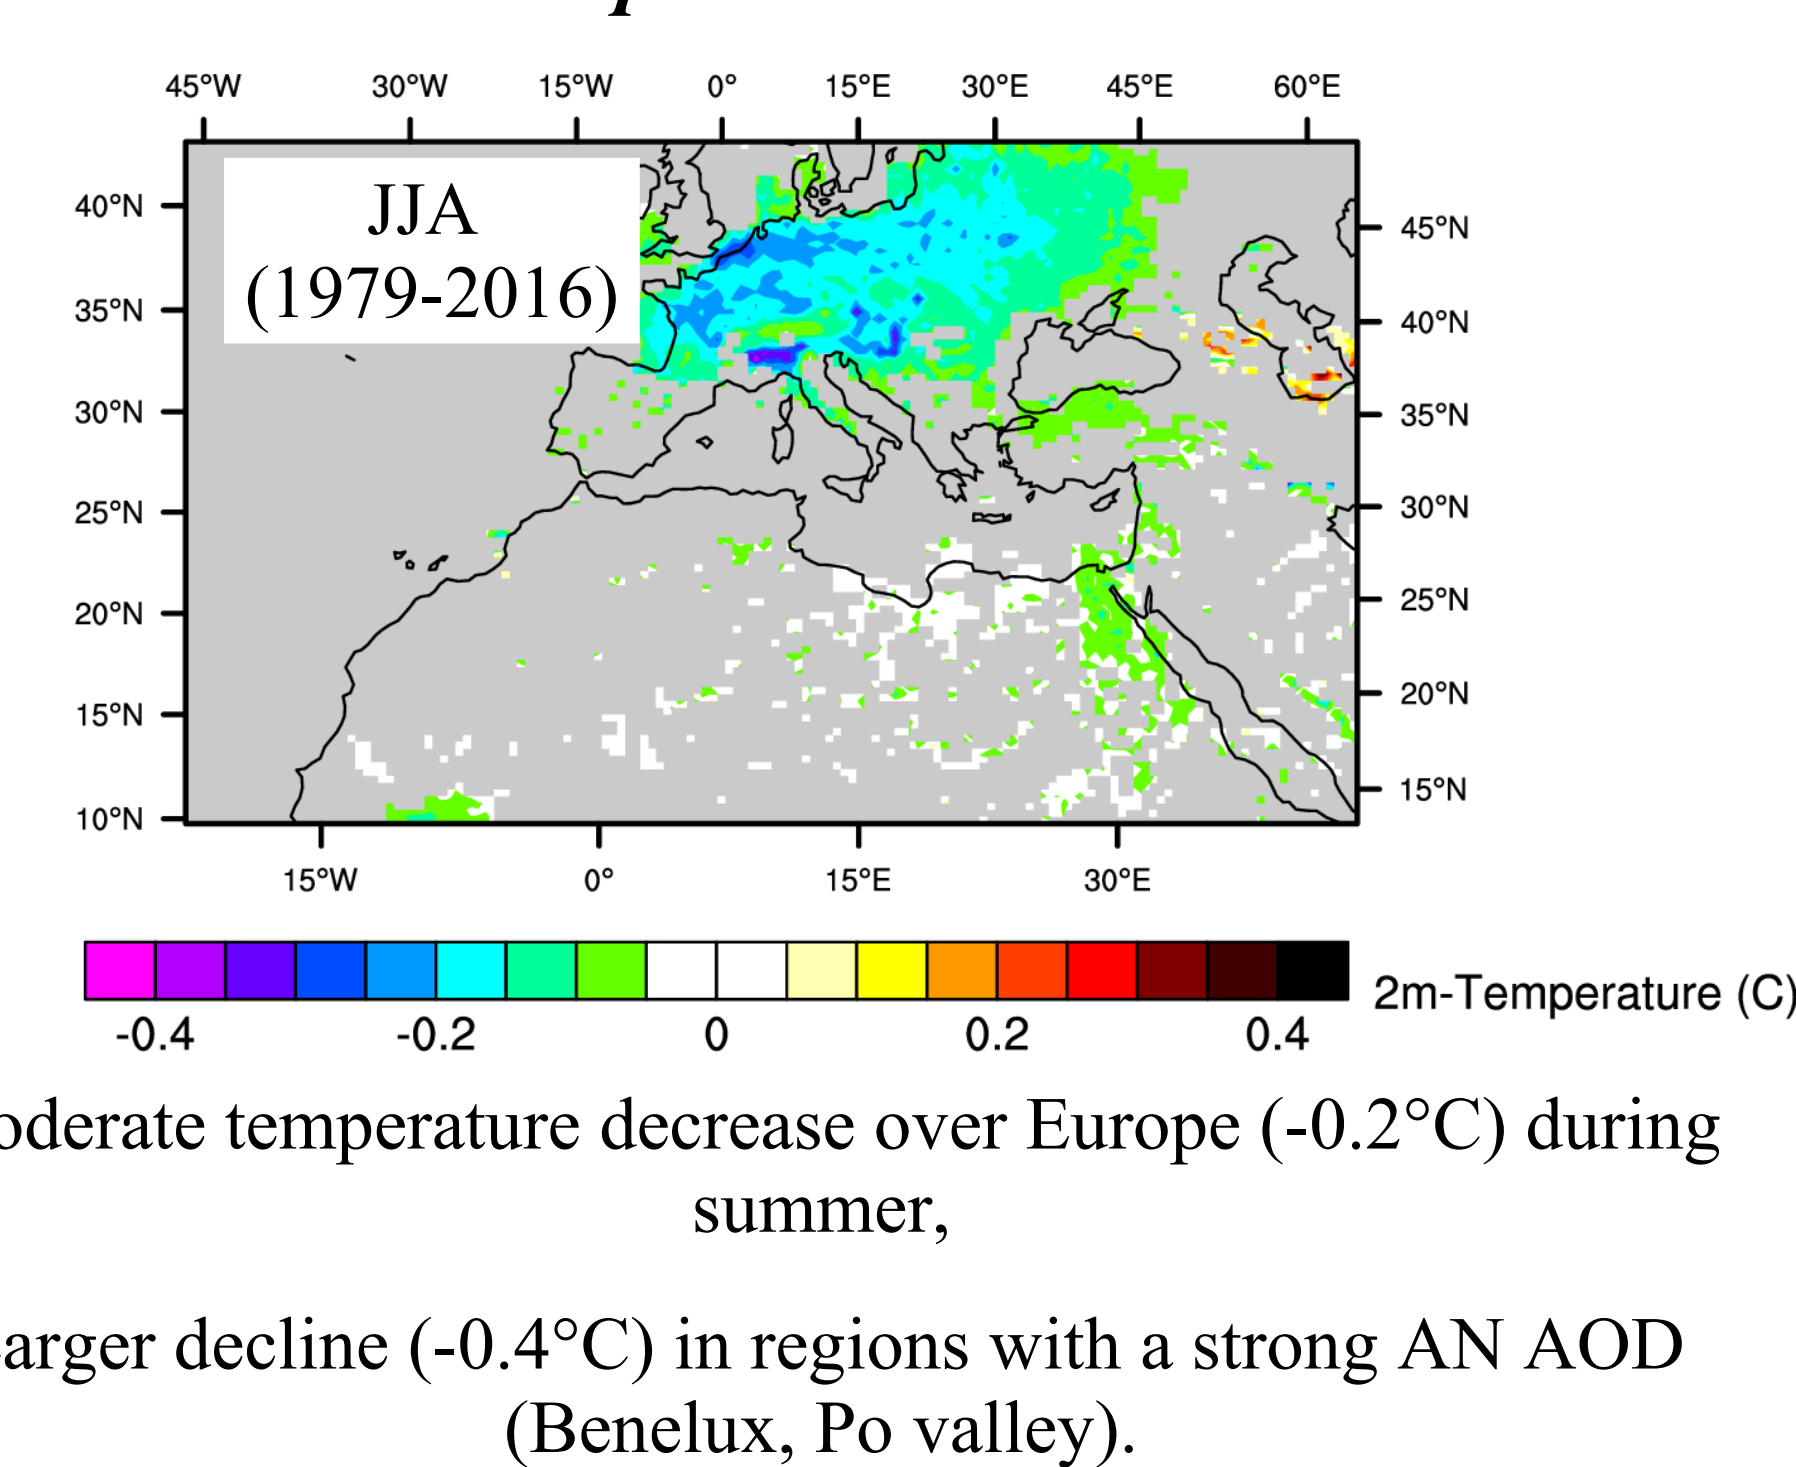 45°W 30°W 15°W 0° 15°E 30°E 45°E 60°E
JJA
(1979-2016)
40°N
35°N
30°N
25°N
20°N
15°N
10°N
45°N
40°N
35°N
30°N
25°N
20°N
15°N
15°W 0° 15°E 30°E
-0.4 -0.2 0 0.2 0.4
2m-Temperature (C)
oderate temperature decrease over Europe (-0.2°C) during
summer,
arger decline (-0.4°C) in regions with a strong AN AOD
(Benelux, Po valley).